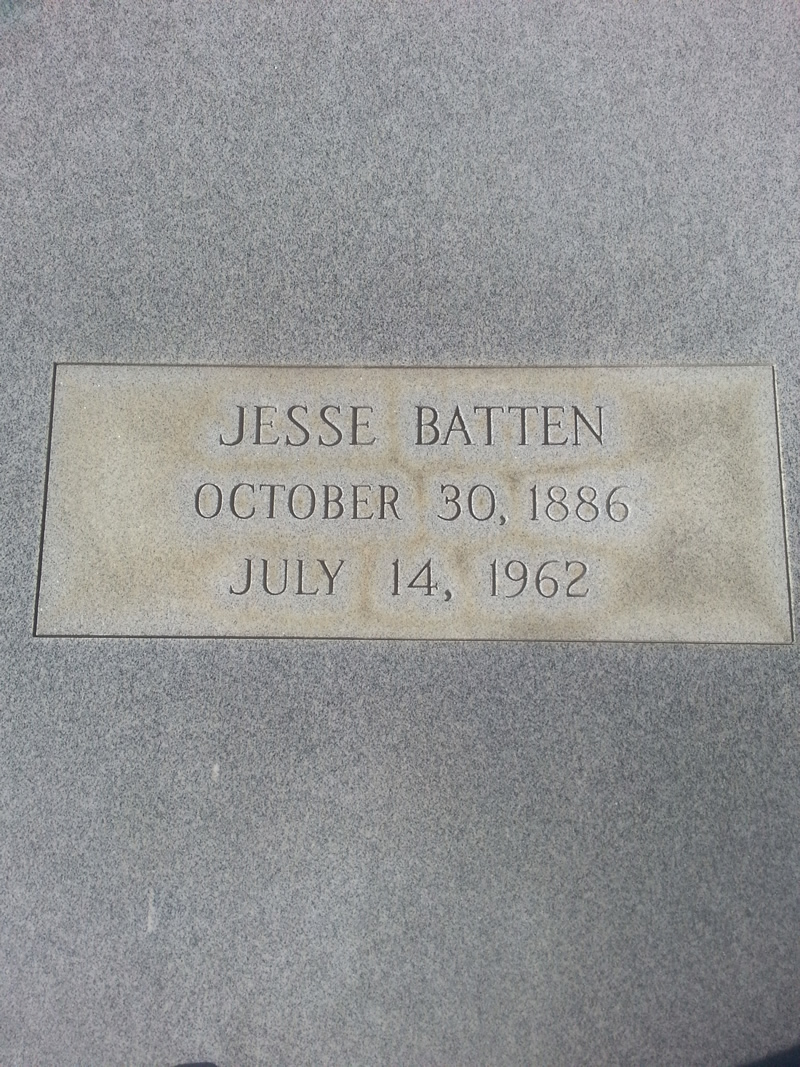 JESSE BATTEN
OCTOBER 30, 1886
JULY 14, 1962